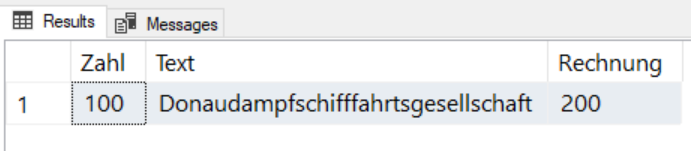 Results Messages
Zahl Text Rechnung
1 100 Donaudampfschifffahrtsgesellschaft 200